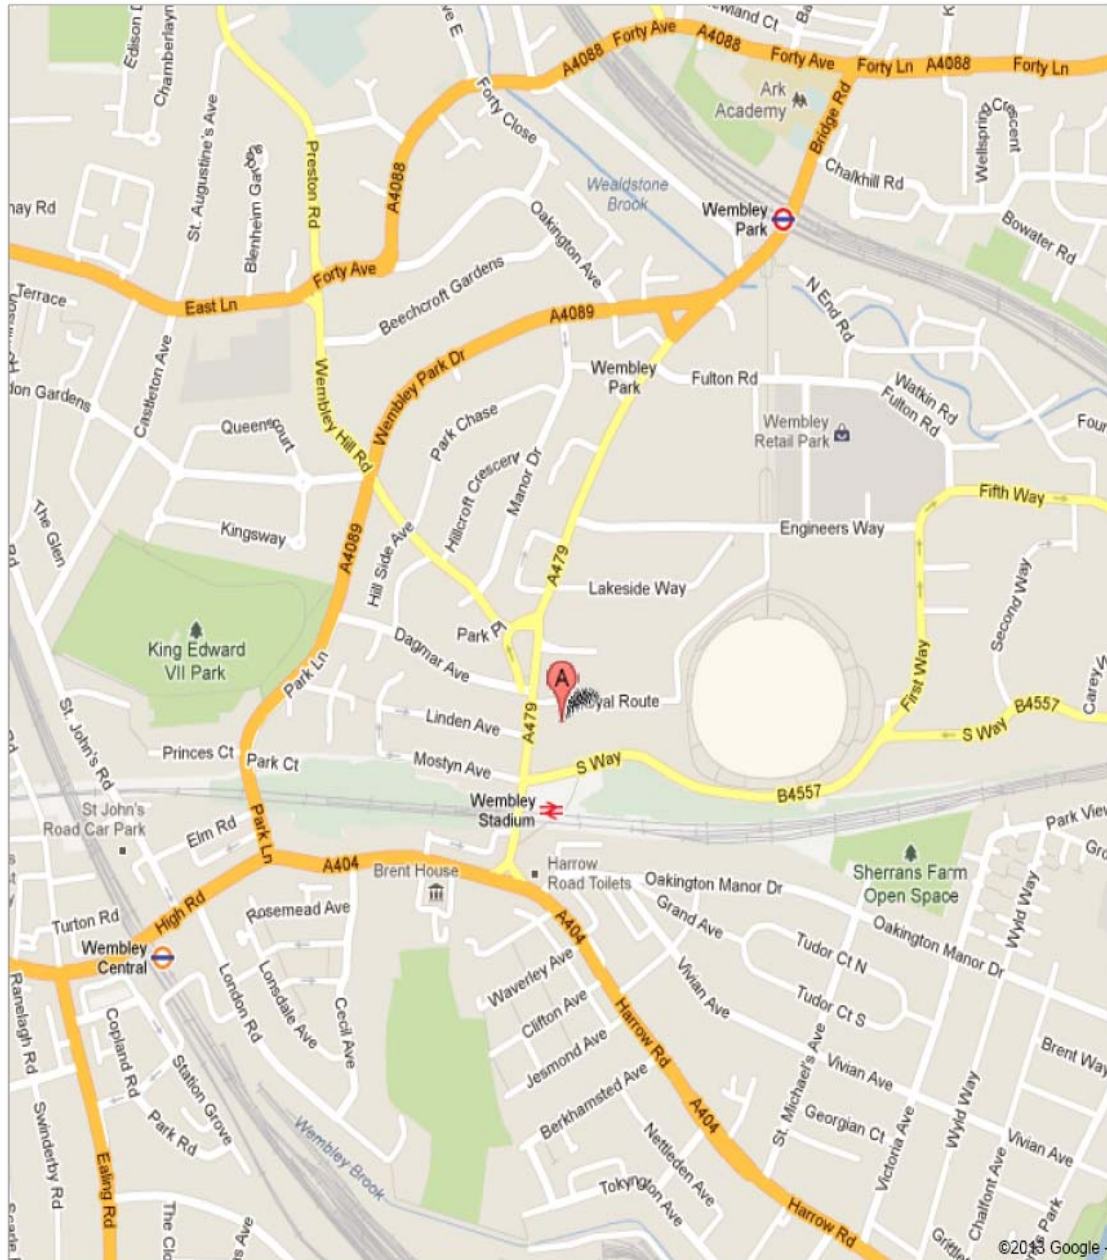 Forty Ave
A4088
Forty Ave
Forty Ln
A4088
Forty Ln
A4088
Ark
Academy
Bridge Rd
Wellspring
Crescent
Chalkhill Rd
Bowater Rd
St. Augustine's Ave
Blenheim
Preston Rd
A4088
Forty Close
Wealdstone
Brook
Wembley
Park
Oakington Ave
Forty Ave
East Ln
Terrace
Beechcroft Gardens
A4089
N End Rd
Castleton Ave
Wembley Park Dr
Wembley
Park
Fulton Rd
Watkin Rd
Fulton Rd
Wembley
Retail Park
Wembley Hill Rd
Park Chase
Hillcroft
Manor Dr
The Glen
Kingsway
A4089
Hill Side Ave
Engineers Way
Fifth Way
A479
Lakeside Way
Second Way
Park
King Edward
VII Park
Dagmar Ave
Park Ln
First Way
A
Route
A479
Linden Ave
S Way
B4557
St. John's Rd
Princes Ct
Park Ct
Mostyn Ave
S Way
B4557
Wembley
Stadium
St John's
Road Car Park
Elm Rd
Park Ln
A404
Brent House
Harrow
Road Toilets
Oakington Manor Dr
Sherrans Farm
Open Space
High Rd
Rosemead Ave
Turton Rd
Wembley
Central
A404
Grand Ave
Tudor Ct N
Oakington Manor Dr
Wyld Way
Waverley Ave
Vivian Ave
Tudor Ct S
Ranelagh Rd
London Rd
Lonsdale Ave
Cecil Ave
Clifton Ave
Harrow Rd
Copland Rd
Station Grove
Jesmond Ave
St. Michael's Ave
Vivian Ave
Brent Way
Park Rd
Berkhamsted Ave
A404
Georgian Ct
Victoria Ave
Wyld Way
Vivian Ave
Swinderby Rd
Wembley Brook
Nettleden Ave
Chalfont Ave
Ealing Rd
Tokyngton Ave
Harrow Rd
©2013 Google